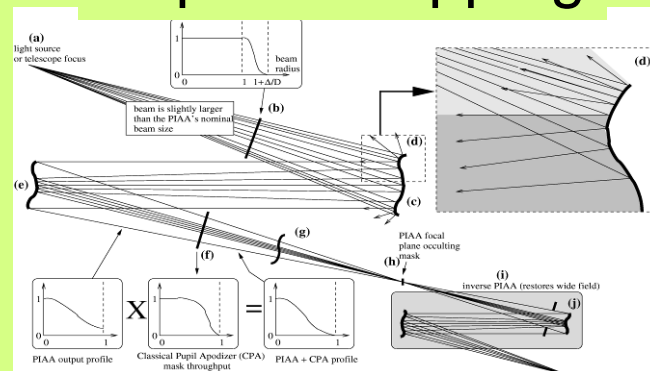 (a)
light source
or telescope focus
1
0
0
1
1+Δ/D
beam
radius
beam is slightly larger
than the PIAA's nominal
beam size
(b)
(d)
(d)
(e)
(c)
(f)
(g)
PIAA focal
plane occulting
mask
(h)
(i)
inverse PIAA (restores wide field)
(j)
1
0
0
1
X
1
0
0
1
=
1
0
0
1
PIAA output profile
Classical Pupil Apodizer (CPA)
mask throughput
PIAA + CPA profile